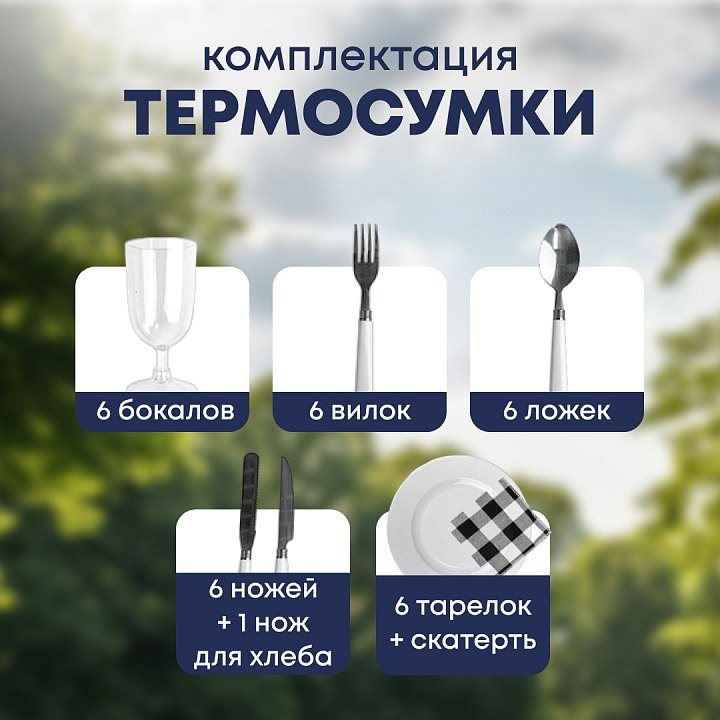 комплектация
ТЕРМОСУМКИ
6 бокалов
6 вилок
6 ложек
6 ножей
+ 1 нож
для хлеба
6 тарелок
+ скатерть